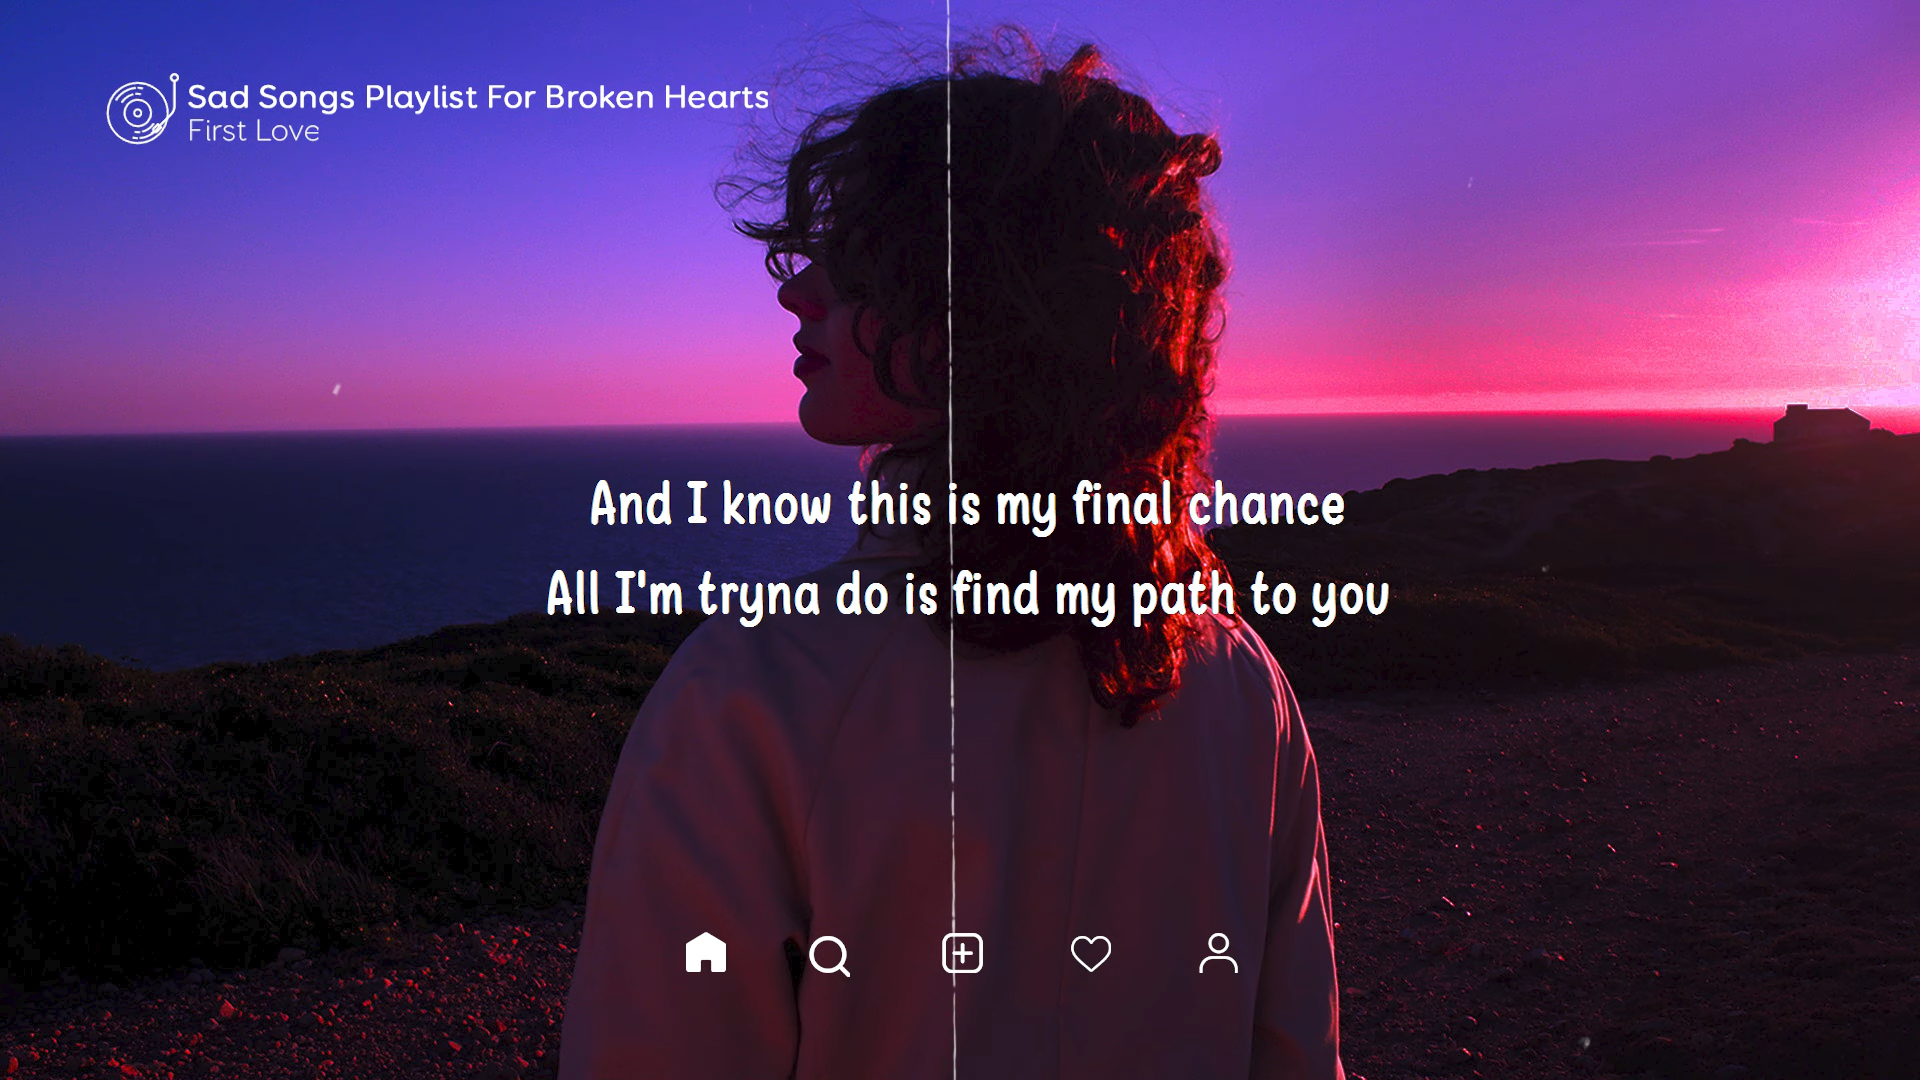 Sad Songs Playlist For Broken Hearts
First Love
And I know this is my final chance
All I'm tryna do is find my path to you